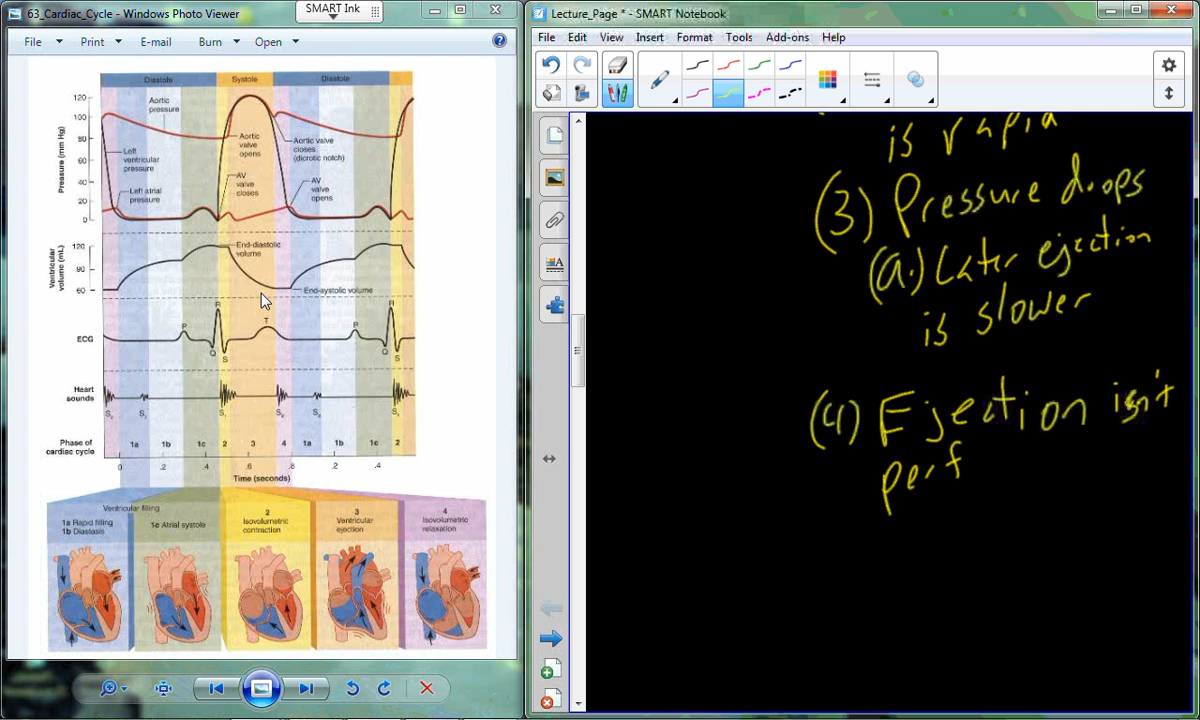 63_Cardiac_Cycle - Windows Photo Viewer
SMART Ink
File Print E-mail Burn Open
Diastole Systole Diastole
Pressure (mm Hg)
120
100
80
60
40
20
0
Aortic
pressure
Left
ventricular
pressure
Left atrial
pressure
Aortic
valve
opens
AV
valve
closes
Aortic valve
closes
(dicrotic notch)
AV
valve
opens
Ventricular
volume (mL)
120
90
60
End-diastolic
volume
End-systolic volume
ECG
P R Q S T P R Q S
Heart
sounds
Phase of
cardiac cycle
1a 1b 1c 2 3 4 1a 1b 1c 2
0 .2 .4 .6 .8 .2 .4
Time (seconds)
Ventricular filling
1a Rapid filling
1b Diastasis
1c Atrial systole
2
Isovolumetric
contraction
3
Ventricular
ejection
4
Isovolumetric
relaxation
Lecture_Page * - SMART Notebook
File Edit View Insert Format Tools Add-ons Help
is rapid
(3) Pressure drops
(a.) Later ejection
is slower
(4) Ejection isn't
perf